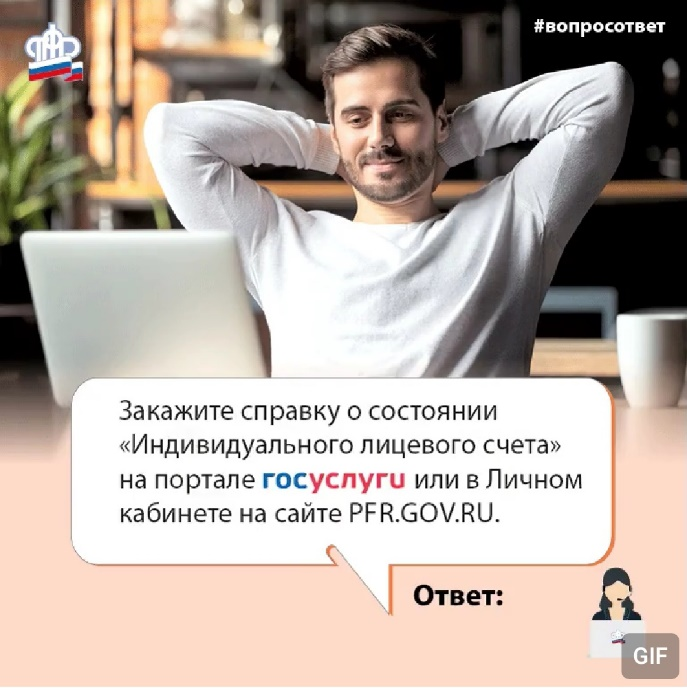 #вопросответ
Закажите справку о состоянии
«Индивидуального лицевого счета»
на портале госуслуги или в Личном
кабинете на сайте PFR.GOV.RU.
Ответ:
GIF